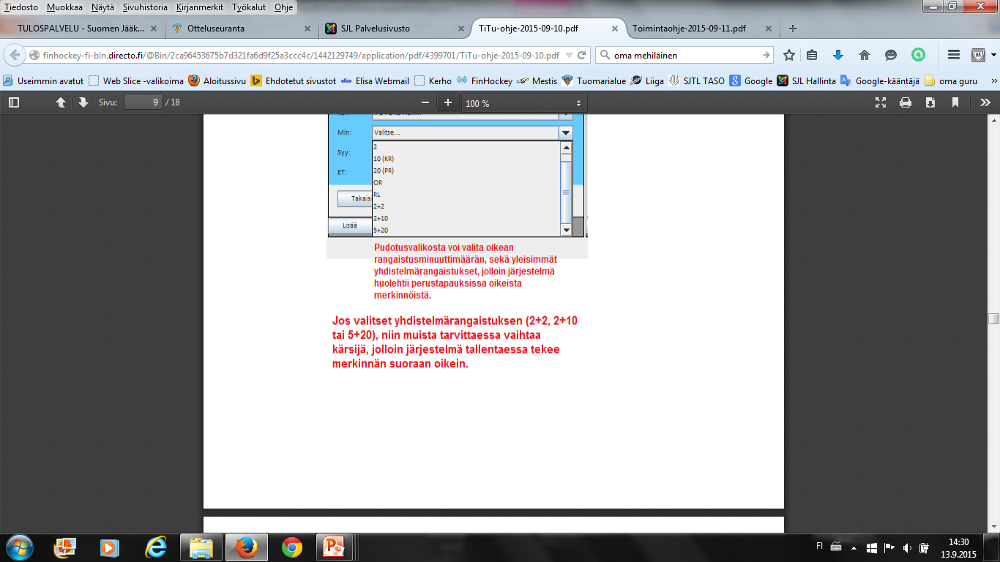 Tiedosto Muokkaa Näytä Sivuhistoria Kirjanmerkit Työkalut Ohje
TULOSPALVELU - Suomen Jääk... Otteluseuranta SJL Palvelusivusto TiTu-ohje-2015-09-10.pdf Toimintaohje-2015-09-11.pdf
finhockey-fi-bin.directo.fi/@Bin/2ca96453675b7d321fa6d9f25a3ccc4c/1442129749/application/pdf/4399701/TiTu-ohje-2015-09-10.pdf oma mehiläinen
Useimmin avatut Web Slice -valikoima Aloitussivu Ehdotetut sivustot Elisa Webmail Kerho FinHockey Mestis Tuomarialue Liiga SJTL TASO Google SJL Hallinta Google-kääntäjä oma guru
Sivu: 9 / 18 100 %
Min: Valitse...
2
Syy:
10 (KR)
20 (PR)
ET:
OR
RL
Takaisi
2+2
2+10
Lisää
5+20
Pudotusvalikosta voi valita oikean
rangaistusminuuttimäärän, sekä yleisimmät
yhdistelmärangaistukset, jolloin järjestelmä
huolehtii perustapauksissa oikeista
merkinnöistä.
Jos valitset yhdistelmärangaistuksen (2+2, 2+10
tai 5+20), niin muista tarvittaessa vaihtaa
kärsijä, jolloin järjestelmä tallentaessa tekee
merkinnän suoraan oikein.
FI 14:30
13.9.2015